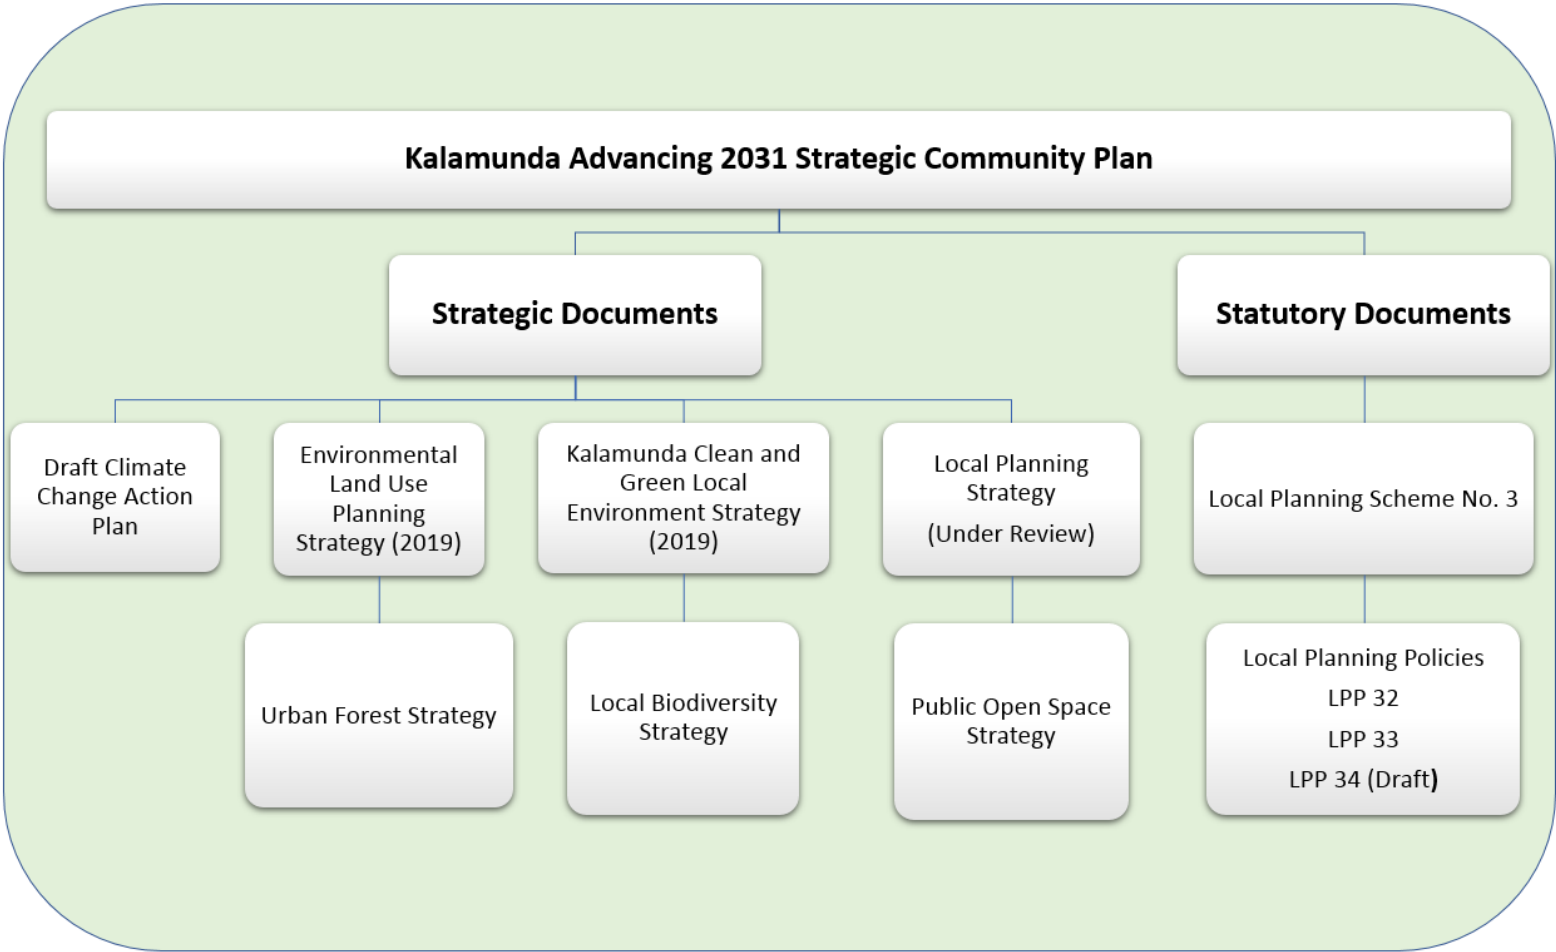 Kalamunda Advancing 2031 Strategic Community Plan
Strategic Documents
Statutory Documents
Draft Climate
Change Action
Plan
Environmental
Land Use
Planning
Strategy (2019)
Kalamunda Clean and
Green Local
Environment Strategy
(2019)
Local Planning
Strategy
(Under Review)
Local Planning Scheme No. 3
Urban Forest Strategy
Local Biodiversity
Strategy
Public Open Space
Strategy
Local Planning Policies
LPP 32
LPP 33
LPP 34 (Draft)